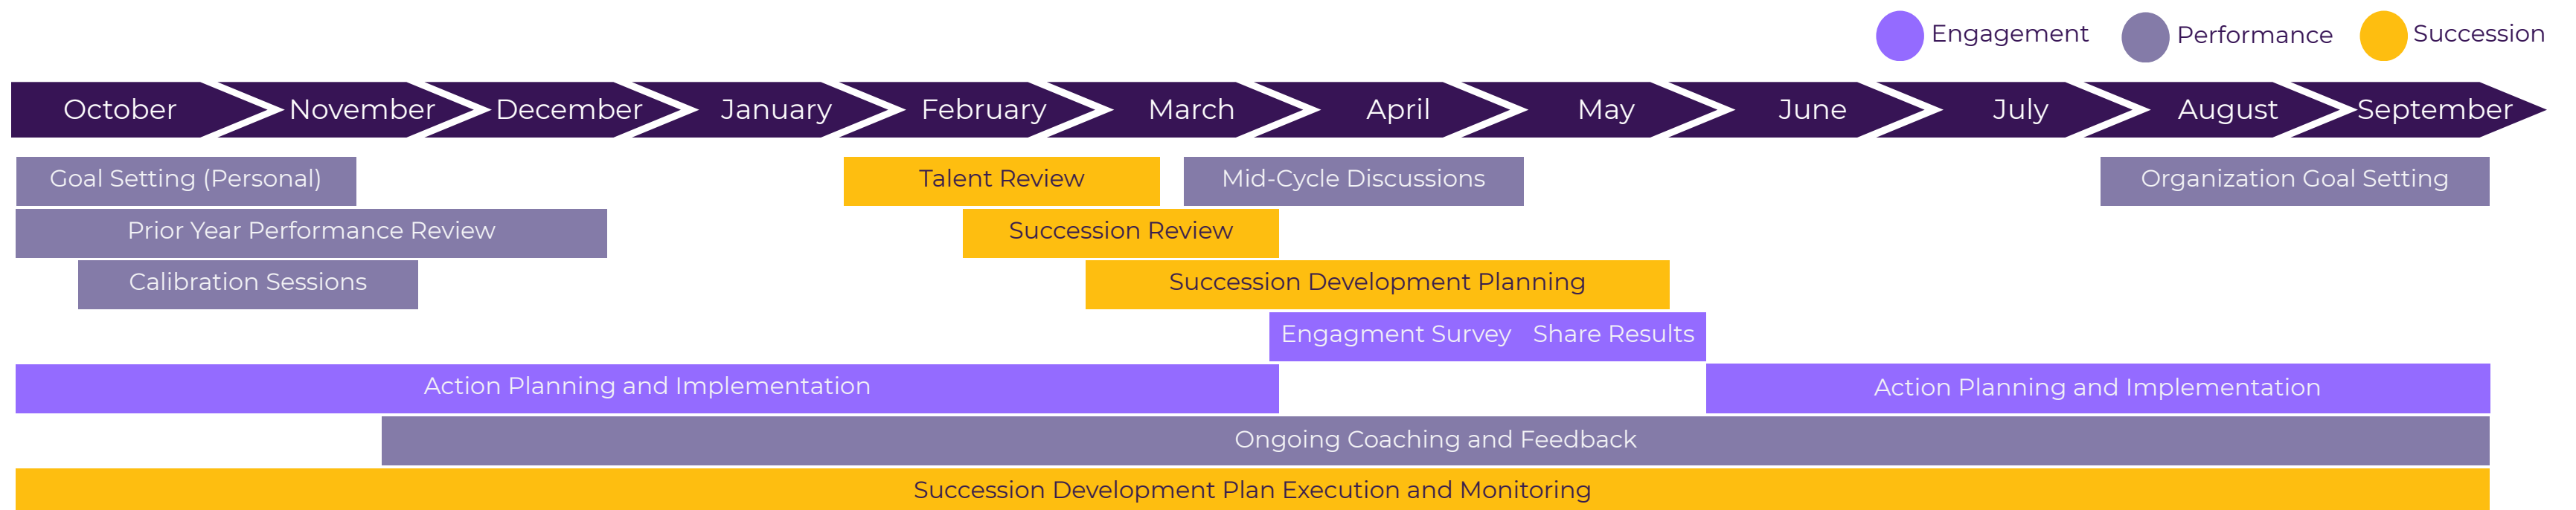 Engagement Performance Succession
October November December January February March April May June July August September
Goal Setting (Personal) Talent Review Mid-Cycle Discussions Organization Goal Setting
Prior Year Performance Review Succession Review
Calibration Sessions Succession Development Planning
Engagment Survey Share Results
Action Planning and Implementation Action Planning and Implementation
Ongoing Coaching and Feedback
Succession Development Plan Execution and Monitoring